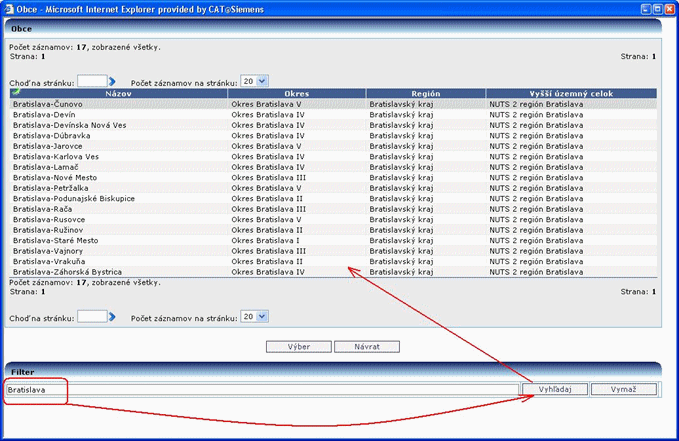 Obce - Microsoft Internet Explorer provided by CAT@Siemens
Obce
Počet záznamov: 17, zobrazené všetky.
Strana: 1 Strana: 1
Choď na stránku: Počet záznamov na stránku: 20
Názov Okres Región Vyšší územný celok
Bratislava-Čunovo Okres Bratislava V Bratislavský kraj NUTS 2 región Bratislava
Bratislava-Devín Okres Bratislava IV Bratislavský kraj NUTS 2 región Bratislava
Bratislava-Devínska Nová Ves Okres Bratislava IV Bratislavský kraj NUTS 2 región Bratislava
Bratislava-Dúbravka Okres Bratislava IV Bratislavský kraj NUTS 2 región Bratislava
Bratislava-Jarovce Okres Bratislava V Bratislavský kraj NUTS 2 región Bratislava
Bratislava-Karlova Ves Okres Bratislava IV Bratislavský kraj NUTS 2 región Bratislava
Bratislava-Lamač Okres Bratislava IV Bratislavský kraj NUTS 2 región Bratislava
Bratislava-Nové Mesto Okres Bratislava III Bratislavský kraj NUTS 2 región Bratislava
Bratislava-Petržalka Okres Bratislava V Bratislavský kraj NUTS 2 región Bratislava
Bratislava-Podunajské Biskupice Okres Bratislava II Bratislavský kraj NUTS 2 región Bratislava
Bratislava-Rača Okres Bratislava III Bratislavský kraj NUTS 2 región Bratislava
Bratislava-Rusovce Okres Bratislava V Bratislavský kraj NUTS 2 región Bratislava
Bratislava-Ružinov Okres Bratislava II Bratislavský kraj NUTS 2 región Bratislava
Bratislava-Staré Mesto Okres Bratislava I Bratislavský kraj NUTS 2 región Bratislava
Bratislava-Vajnory Okres Bratislava III Bratislavský kraj NUTS 2 región Bratislava
Bratislava-Vrakuňa Okres Bratislava II Bratislavský kraj NUTS 2 región Bratislava
Bratislava-Záhorská Bystrica Okres Bratislava IV Bratislavský kraj NUTS 2 región Bratislava
Počet záznamov: 17, zobrazené všetky.
Strana: 1 Strana: 1
Choď na stránku: Počet záznamov na stránku: 20
Výber Návrat
Filter
Bratislava Vyhľadaj Vymaž